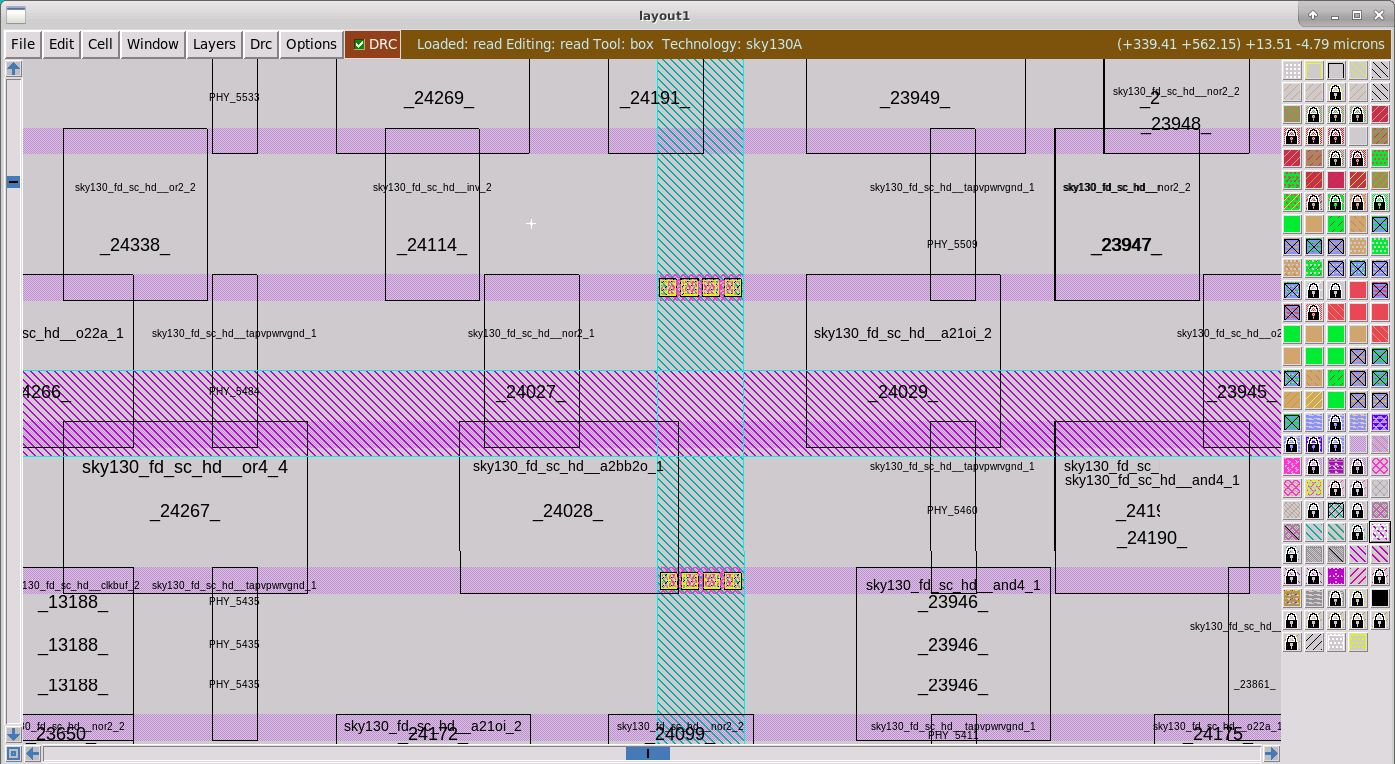 layout1
File Edit Cell Window Layers Drc Options DRC Loaded: read Editing: read Tool: box Technology: sky130A (+339.41 +562.15) +13.51 -4.79 microns
PHY_5533 _24269_ _24191_ _23949_ sky130_fd_sc_hd__nor2_2
_2
_23948_
sky130_fd_sc_hd__or2_2 sky130_fd_sc_hd__inv_2 sky130_fd_sc_hd__tapvpwrvgnd_1 sky130_fd_sc_hd__nor2_2
_24338_ _24114_ PHY_5509 _23947_
sc_hd__o22a_1 sky130_fd_sc_hd__tapvpwrvgnd_1 sky130_fd_sc_hd__nor2_1 sky130_fd_sc_hd__a21oi_2 sky130_fd_sc_hd__o2
4266_ PHY_5484 _24027_ _24029_ _23945_
sky130_fd_sc_hd__or4_4 sky130_fd_sc_hd__a2bb2o_1 sky130_fd_sc_hd__tapvpwrvgnd_1 sky130_fd_sc_
sky130_fd_sc_hd__and4_1
_24267_ _24028_ PHY_5460 _2419
_24190_
130_fd_sc_hd__clkbuf_2 sky130_fd_sc_hd__tapvpwrvgnd_1 sky130_fd_sc_hd__and4_1
_13188_ PHY_5435 _23946_
sky130_fd_sc_hd__
_13188_ PHY_5435 _23946_
_13188_ PHY_5435 _23946_ _23861_
0_fd_sc_hd__nor2_2 sky130_fd_sc_hd__a21oi_2 sky130_fd_sc_hd__nor2_2 sky130_fd_sc_hd__tapvpwrvgnd_1 sky130_fd_sc_hd__o22a_1
_23650_ _24172_ _24099_ PHY_5411 _24175_